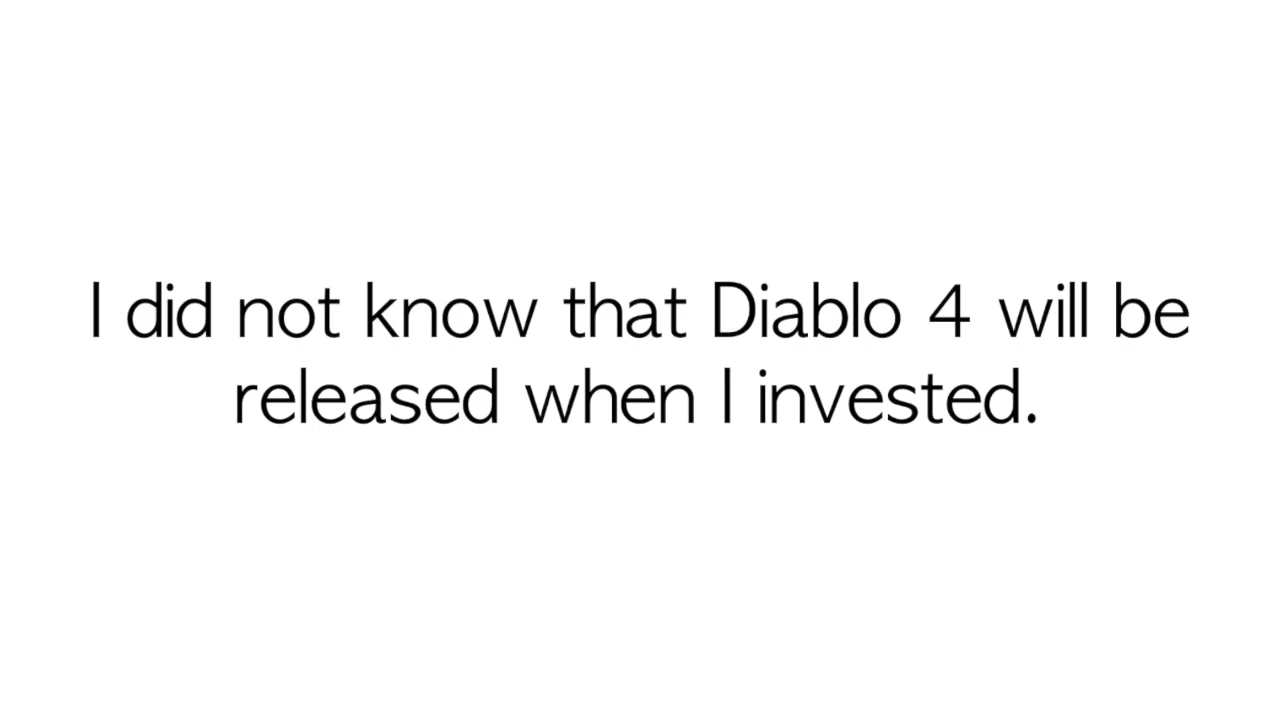 I did not know that Diablo 4 will be
released when I invested.